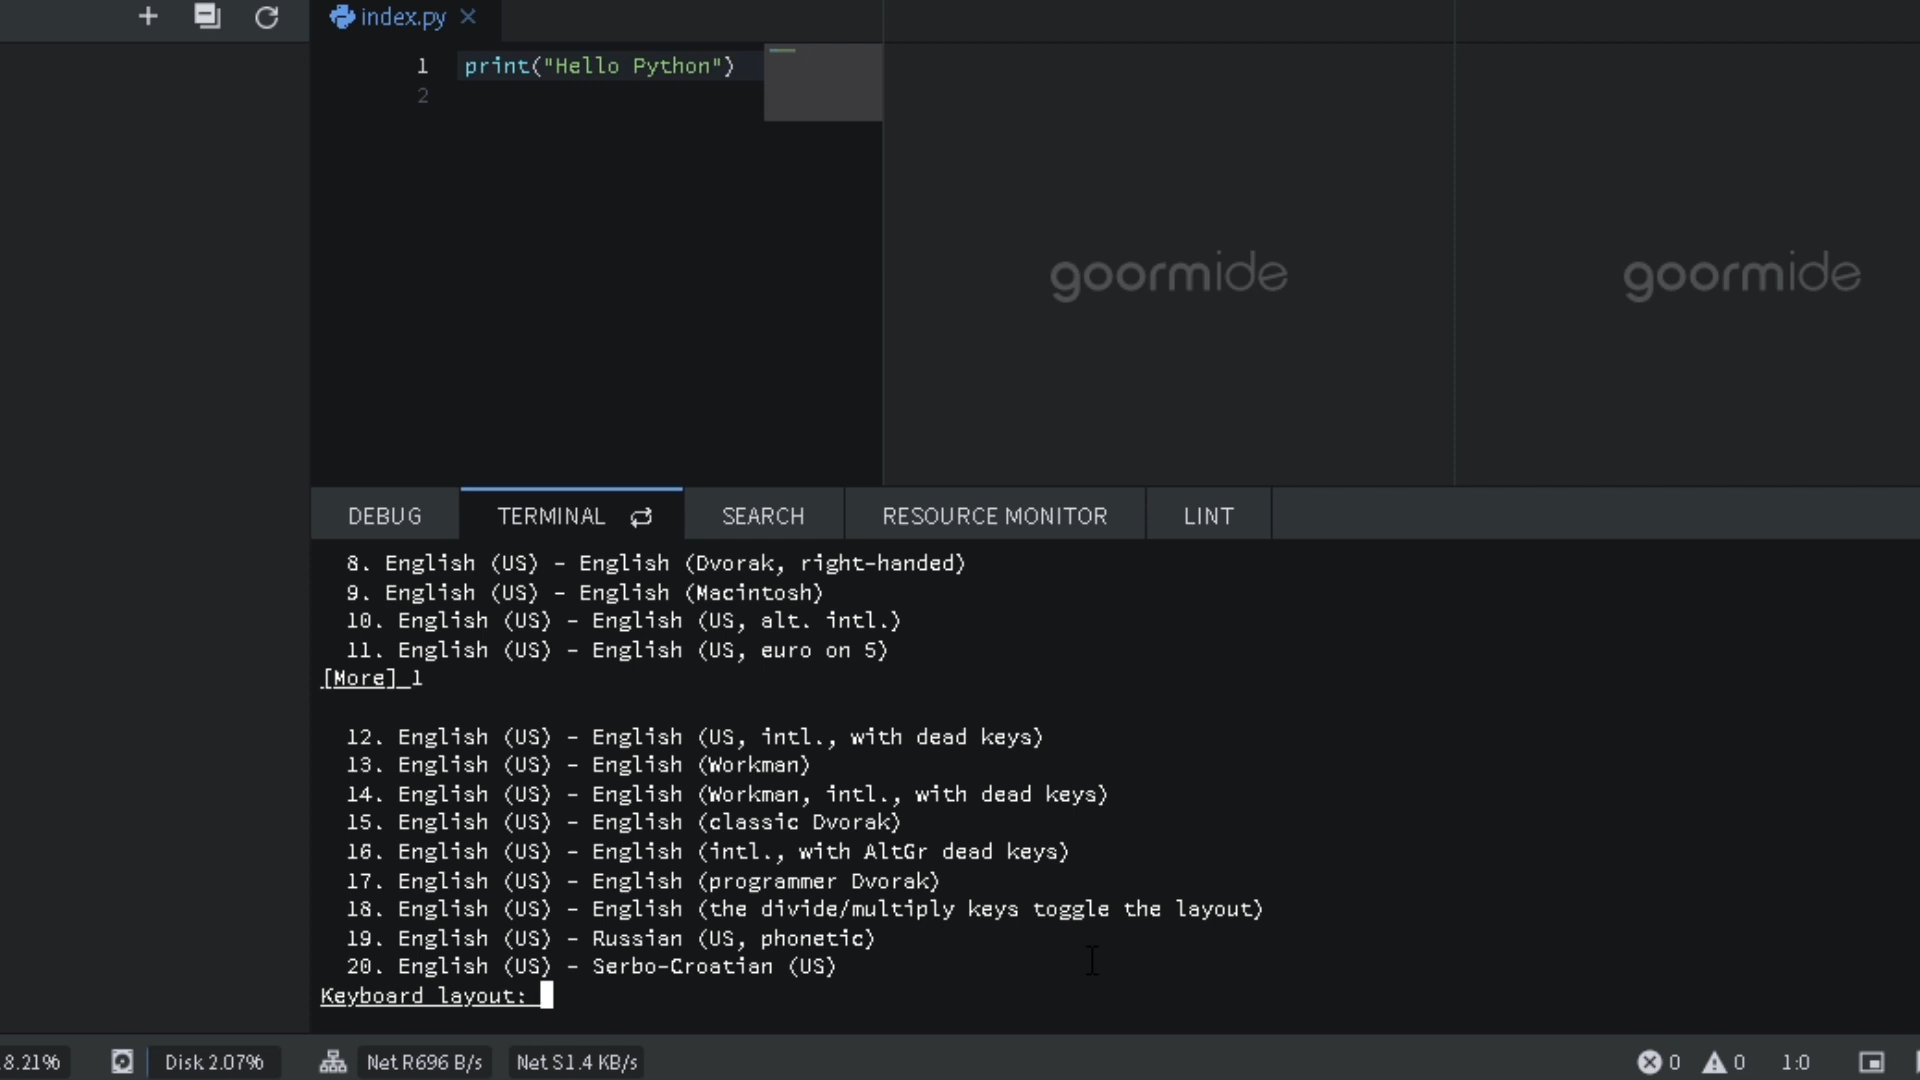 index.py
1 print("Hello Python")
2
goormide
goormide
DEBUG
TERMINAL
SEARCH
RESOURCE MONITOR
LINT
8. English (US) - English (Dvorak, right-handed)
9. English (US) - English (Macintosh)
10. English (US) - English (US, alt. intl.)
11. English (US) - English (US, euro on 5)
[More] 1
12. English (US) - English (US, intl., with dead keys)
13. English (US) - English (Workman)
14. English (US) - English (Workman, intl., with dead keys)
15. English (US) - English (classic Dvorak)
16. English (US) - English (intl., with AltGr dead keys)
17. English (US) - English (programmer Dvorak)
18. English (US) - English (the divide/multiply keys toggle the layout)
19. English (US) - Russian (US, phonetic)
20. English (US) - Serbo-Croatian (US)
Keyboard layout:
8.21%
Disk 2.07%
Net R696 B/s
Net S1.4 KB/s
0
0
1:0